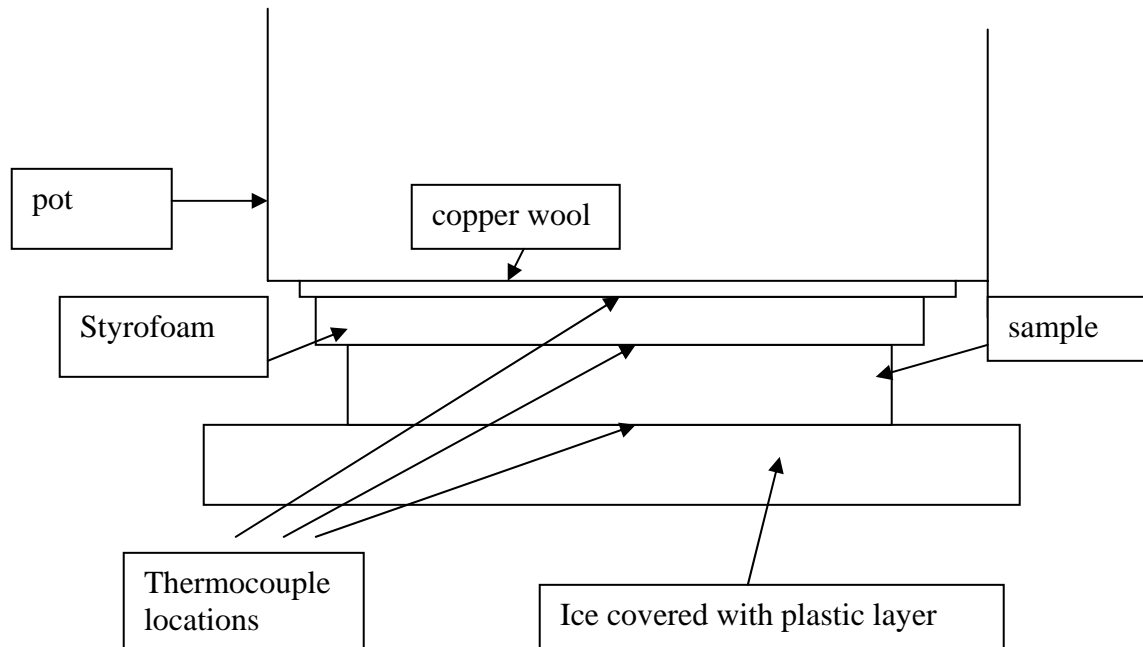 pot
copper wool
Styrofoam
sample
Thermocouple
locations
Ice covered with plastic layer